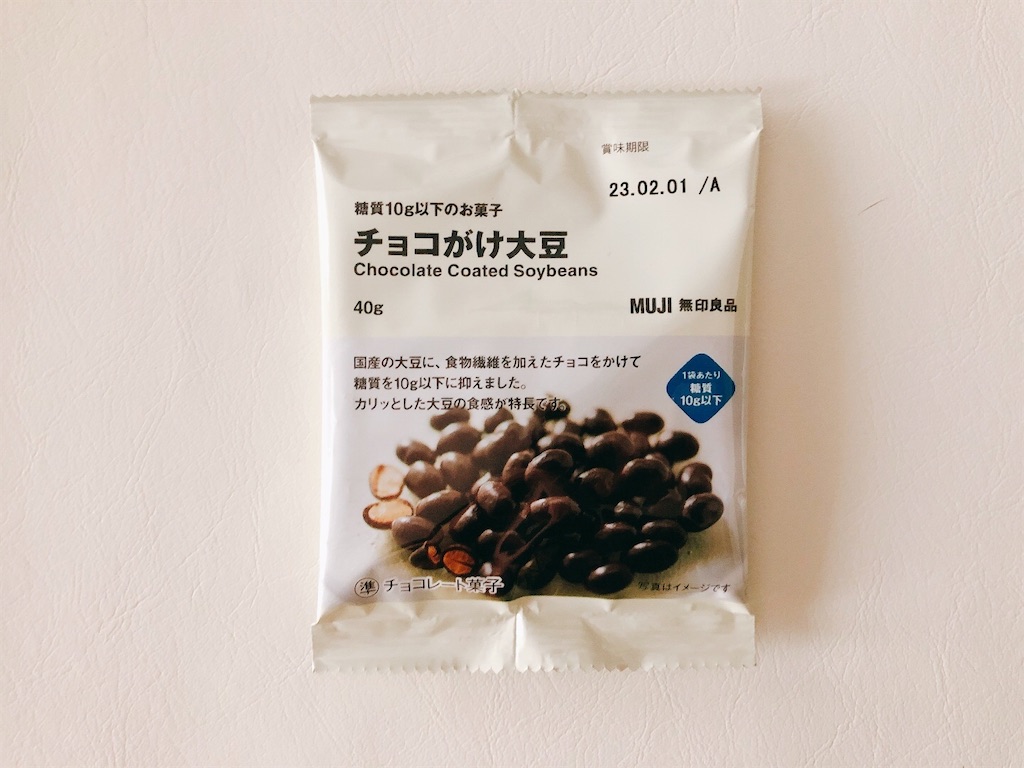 賞味期限
23.02.01 /A
糖質10g以下のお菓子
チョコがけ大豆
Chocolate Coated Soybeans
40g
MUJI 無印良品
国産の大豆に、食物繊維を加えたチョコをかけて
糖質を10g以下に抑えました。
カリッとした大豆の食感が特長です。
1袋あたり
糖質
10g以下
準 チョコレート菓子
写真はイメージです